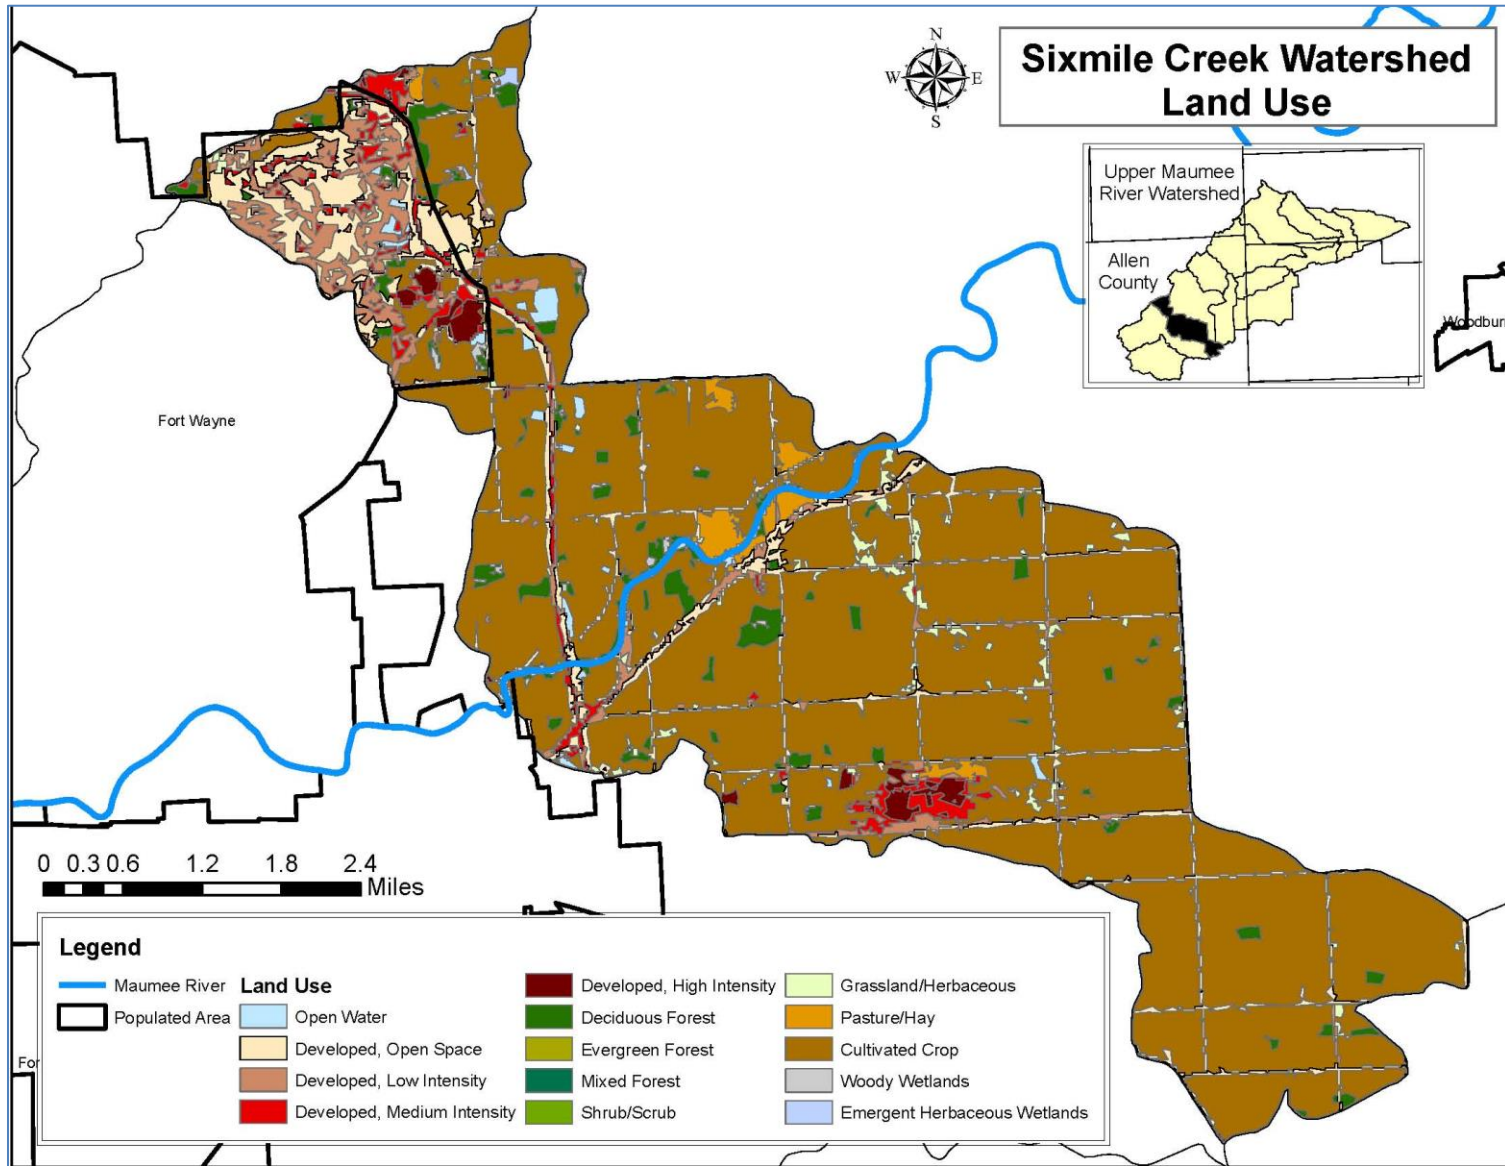 N
W
E
S
Sixmile Creek Watershed
Land Use
Upper Maumee
River Watershed
Allen
County
Fort Wayne
0 0.3 0.6 1.2 1.8 2.4
Miles
Legend
Maumee River
Populated Area
Land Use
Open Water
Developed, Open Space
Developed, Low Intensity
Developed, Medium Intensity
Developed, High Intensity
Deciduous Forest
Evergreen Forest
Mixed Forest
Shrub/Scrub
Grassland/Herbaceous
Pasture/Hay
Cultivated Crop
Woody Wetlands
Emergent Herbaceous Wetlands
For